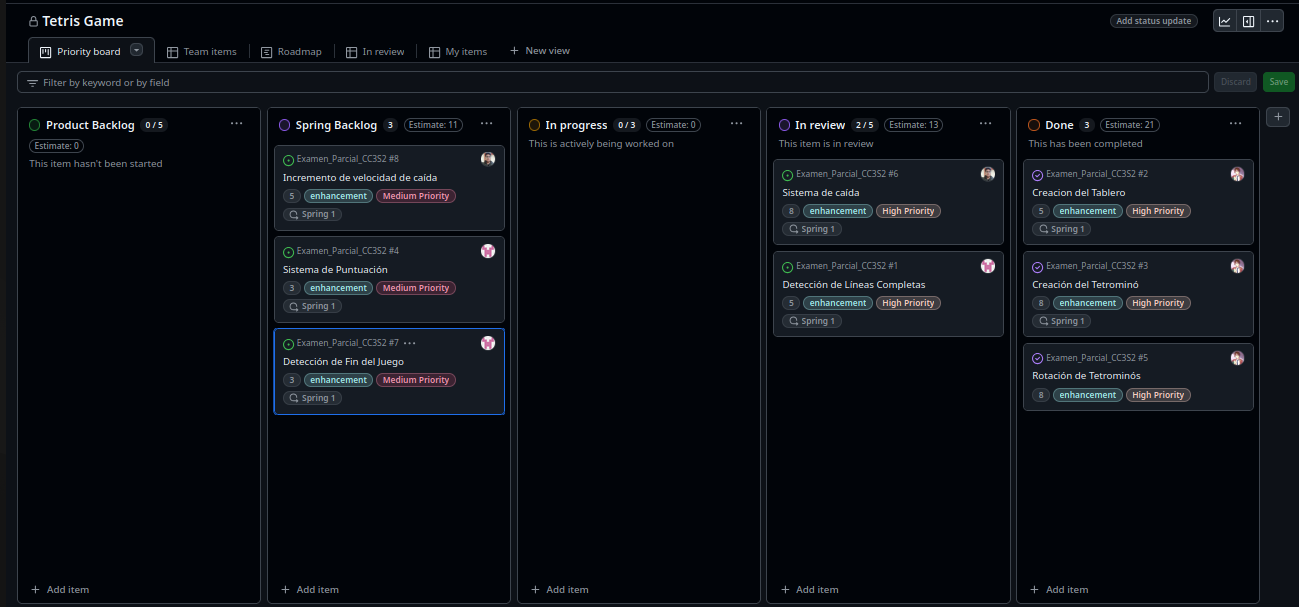 Tetris Game
Add status update
Priority board
Team items
Roadmap
In review
My items
New view
Filter by keyword or by field
Discard
Save
Product Backlog 0 / 5
Estimate: 0
This item hasn't been started
Add item
Spring Backlog 3 Estimate: 11
Examen_Parcial_CC3S2 #8
Incremento de velocidad de caída
5 enhancement Medium Priority
Spring 1
Examen_Parcial_CC3S2 #4
Sistema de Puntuación
3 enhancement Medium Priority
Spring 1
Examen_Parcial_CC3S2 #7
Detección de Fin del Juego
3 enhancement Medium Priority
Spring 1
Add item
In progress 0 / 3 Estimate: 0
This is actively being worked on
Add item
In review 2 / 5 Estimate: 13
This item is in review
Examen_Parcial_CC3S2 #6
Sistema de caída
8 enhancement High Priority
Spring 1
Examen_Parcial_CC3S2 #1
Detección de Líneas Completas
5 enhancement High Priority
Spring 1
Add item
Done 3 Estimate: 21
This has been completed
Examen_Parcial_CC3S2 #2
Creacion del Tablero
5 enhancement High Priority
Spring 1
Examen_Parcial_CC3S2 #3
Creación del Tetrominó
8 enhancement High Priority
Spring 1
Examen_Parcial_CC3S2 #5
Rotación de Tetrominós
8 enhancement High Priority
Add item